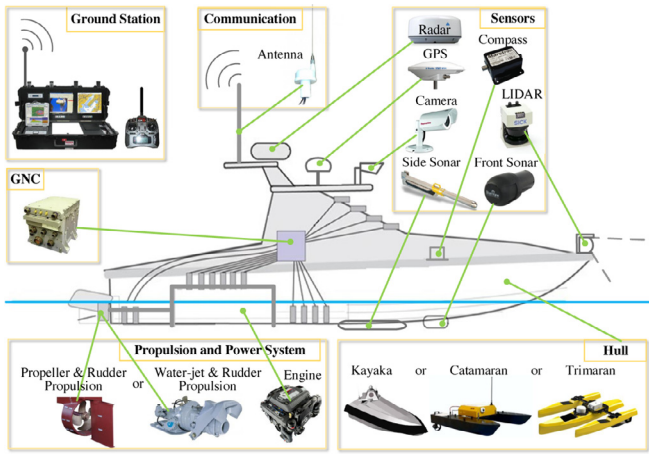 Ground Station
Communication
Antenna
Sensors
Radar
GPS
Compass
Camera
LIDAR
SICK
Side Sonar
Front Sonar
GNC
Propulsion and Power System
Propeller & Rudder
Propulsion
or
Water-jet & Rudder
Propulsion
Engine
Hull
Kayaka
or
Catamaran
or
Trimaran